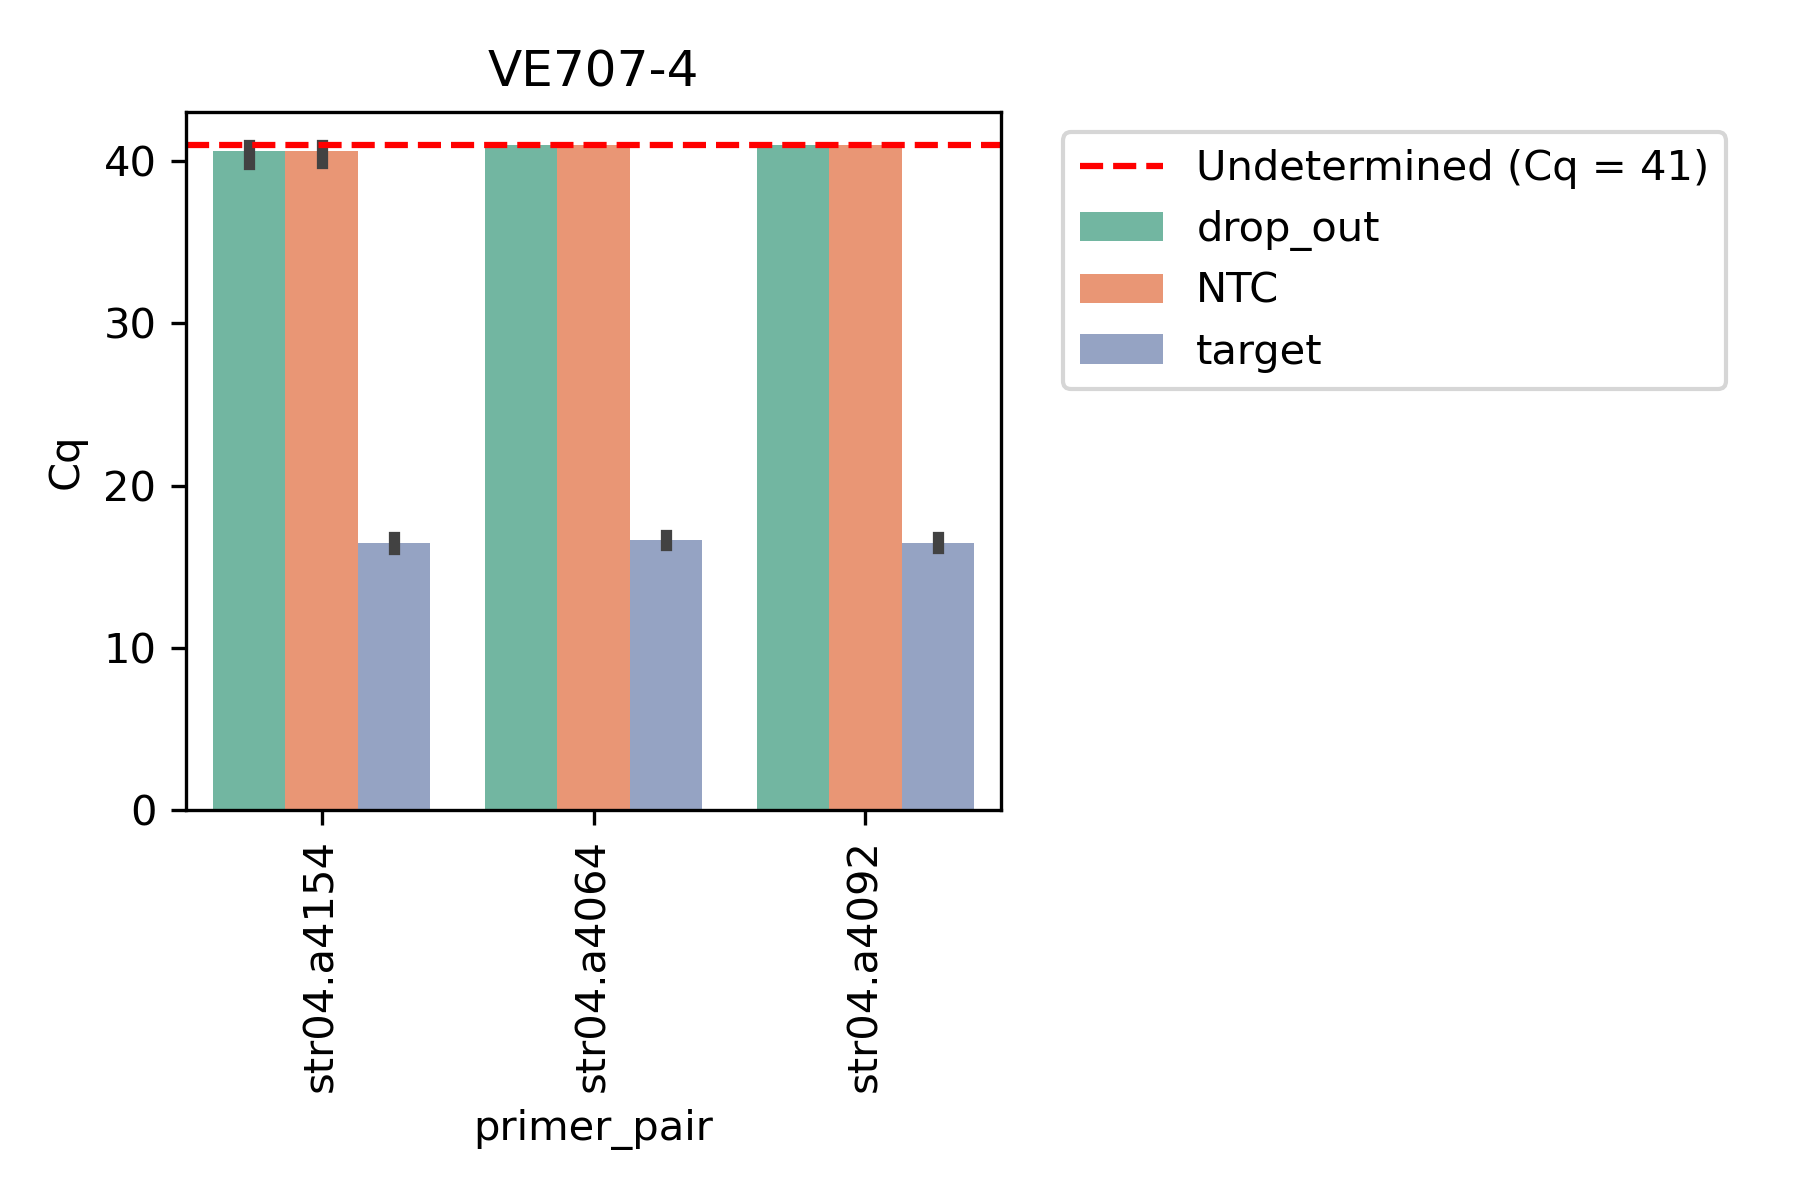 VE707-4
Cq
40
30
20
10
0
str04.a4154
str04.a4064
str04.a4092
primer_pair
Undetermined (Cq = 41)
drop_out
NTC
target